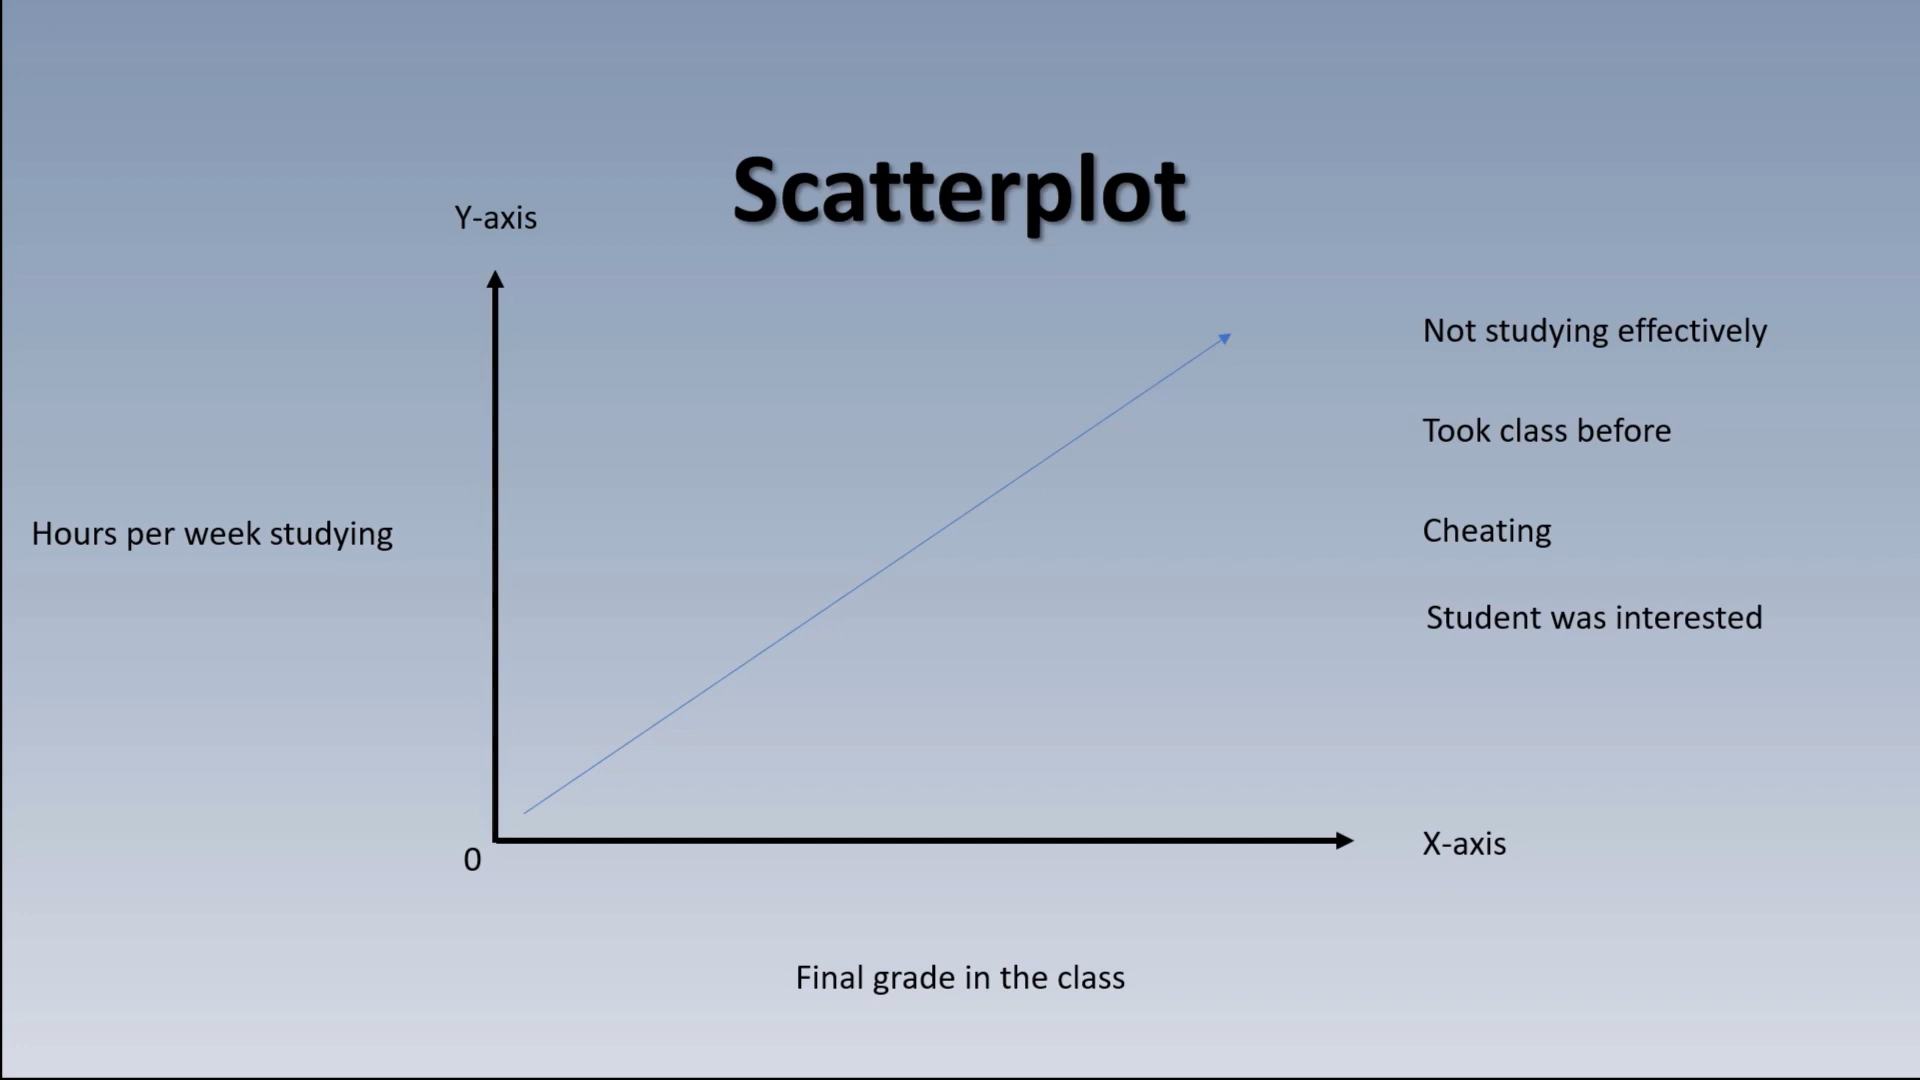 Scatterplot
Y-axis
Not studying effectively
Took class before
Hours per week studying
Cheating
Student was interested
X-axis
0
Final grade in the class